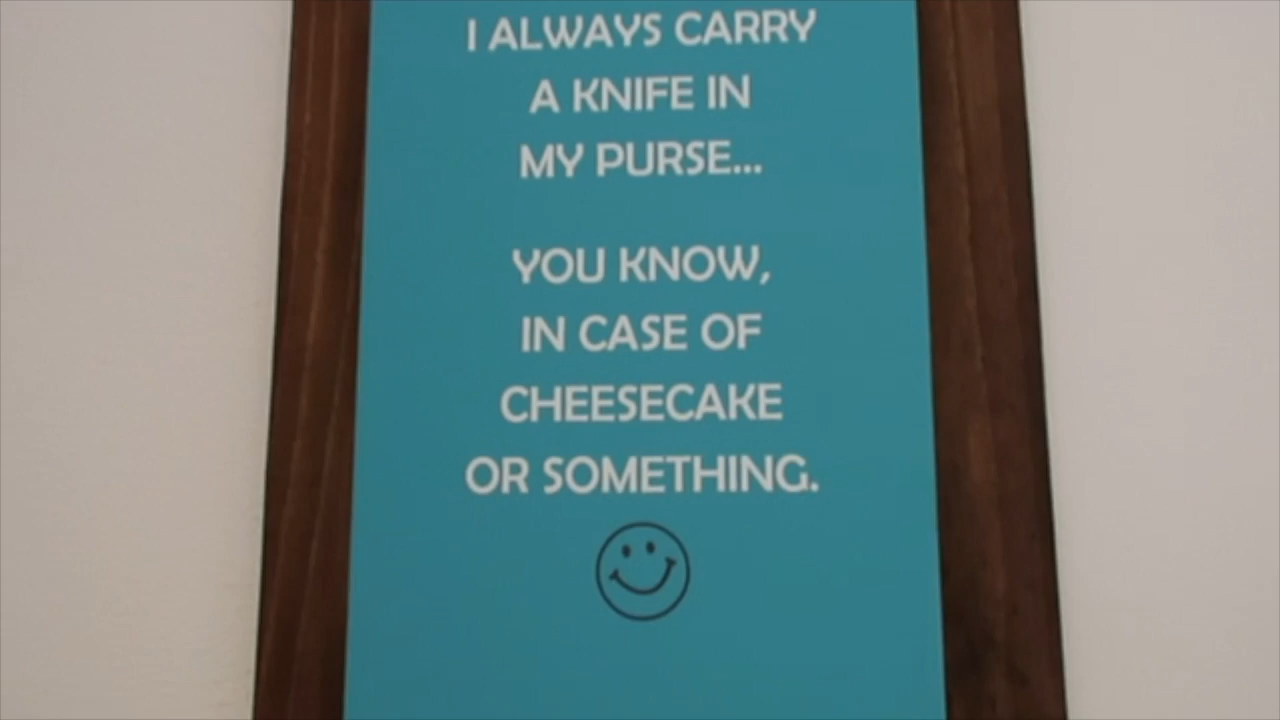 I ALWAYS CARRY
A KNIFE IN
MY PURSE...
YOU KNOW,
IN CASE OF
CHEESECAKE
OR SOMETHING.